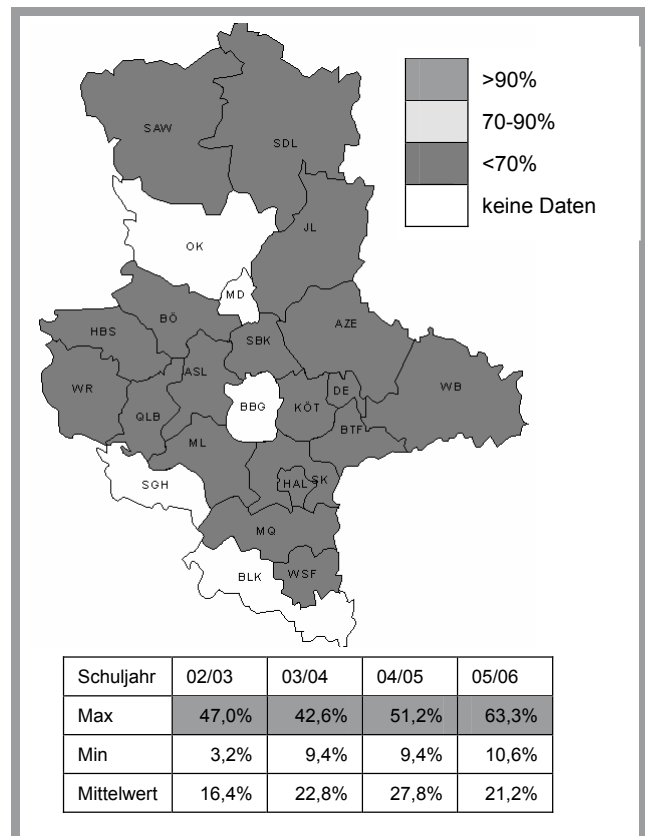 >90%
70-90%
<70%
keine Daten
SAW
SDL
JL
OK
MD
BÖ
AZE
HBS
SBK
WR
ASL
WB
QLB
BBG
KÖT
DE
BTF
ML
SGH
HAL
SK
MQ
BLK
WSF
Schuljahr 02/03 03/04 04/05 05/06
Max 47,0% 42,6% 51,2% 63,3%
Min 3,2% 9,4% 9,4% 10,6%
Mittelwert 16,4% 22,8% 27,8% 21,2%